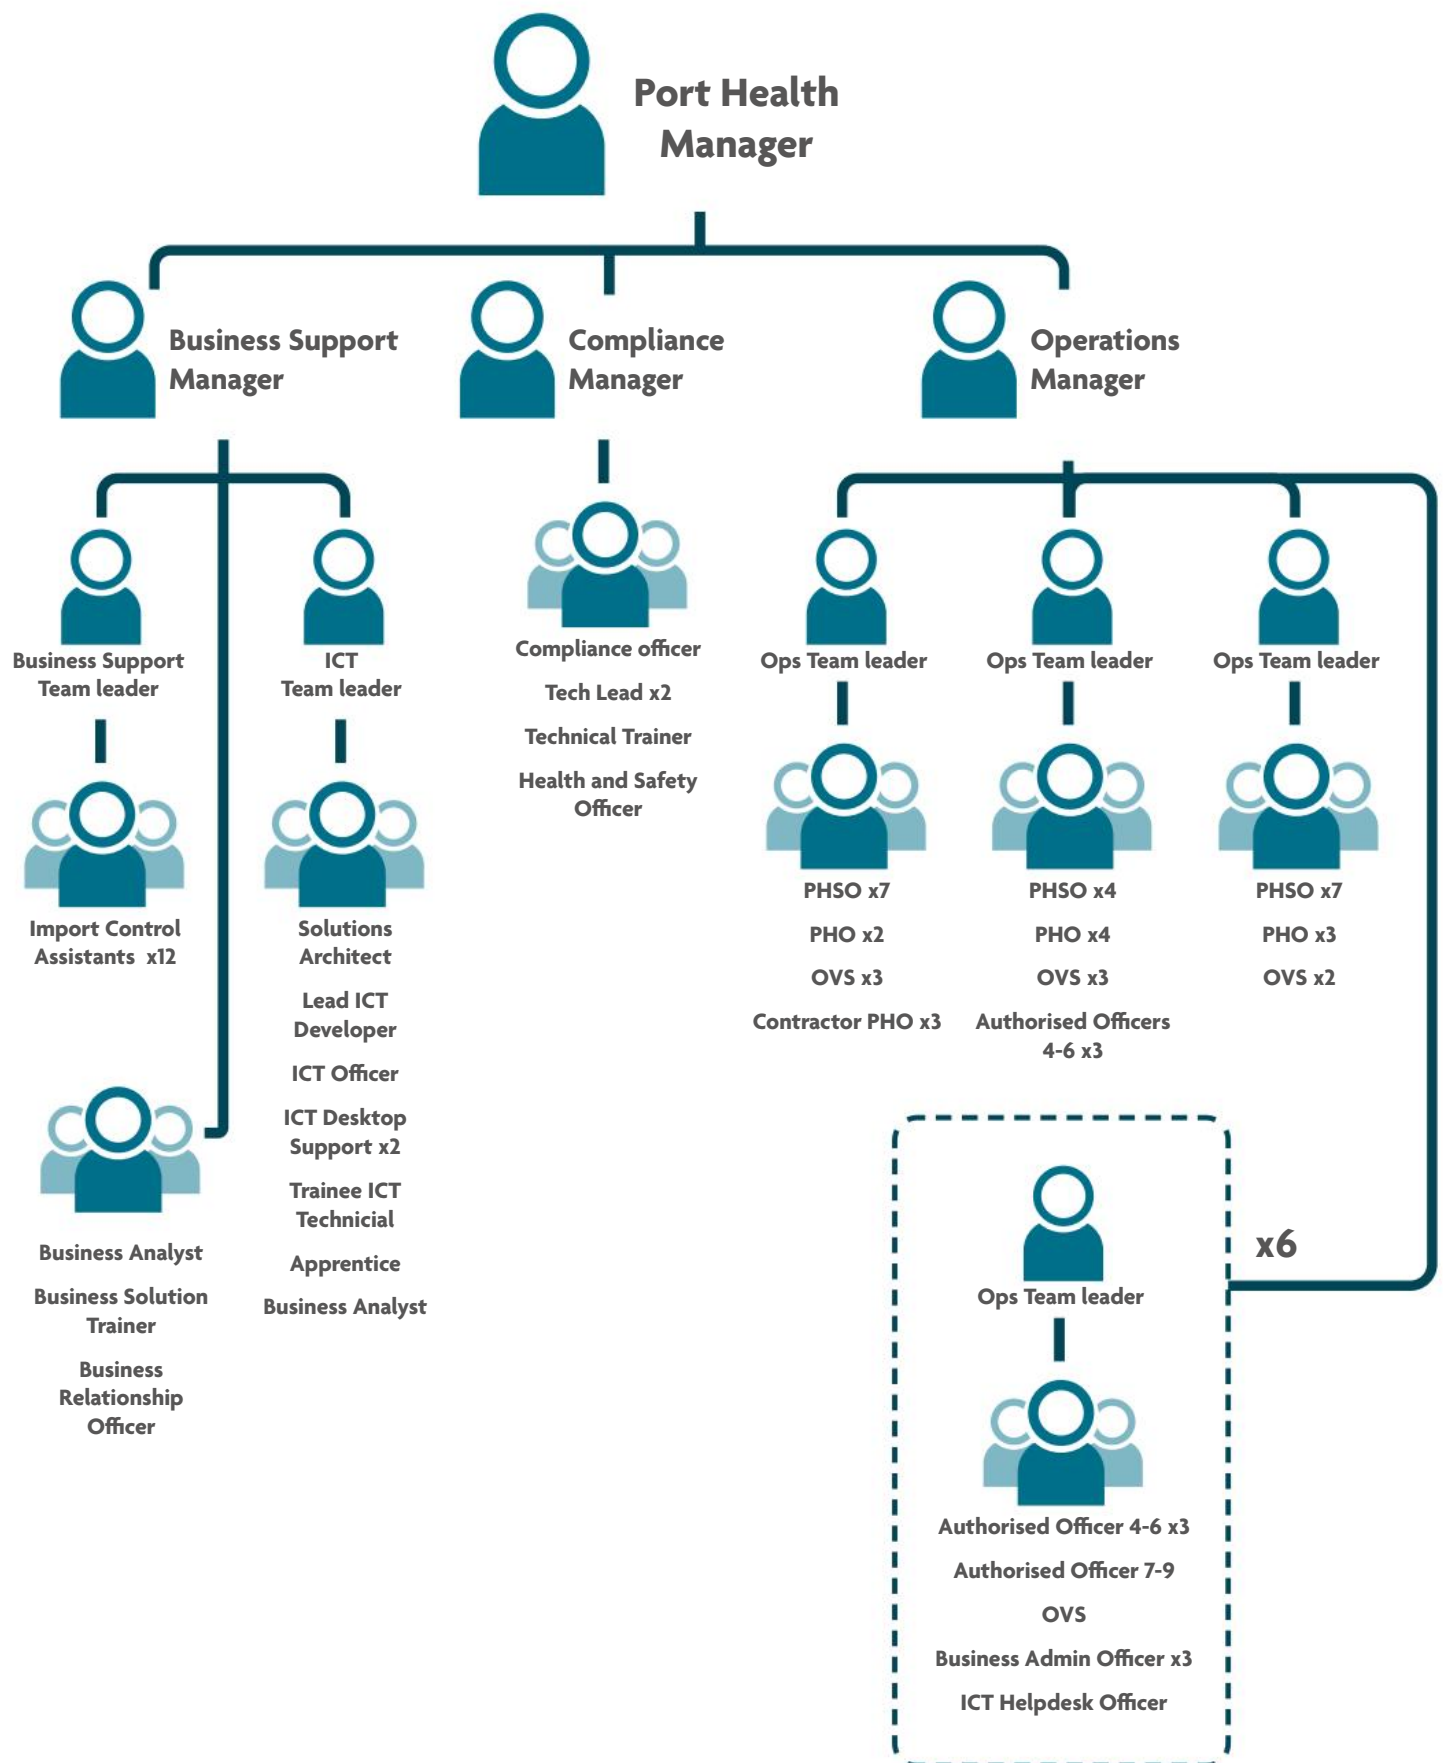 Port Health
Manager
Business Support
Manager
Compliance
Manager
Operations
Manager
Business Support
Team leader
ICT
Team leader
Compliance officer
Tech Lead x2
Technical Trainer
Health and Safety
Officer
Ops Team leader
Ops Team leader
Ops Team leader
Import Control
Assistants x12
Solutions
Architect
Lead ICT
Developer
ICT Officer
ICT Desktop
Support x2
Trainee ICT
Technicial
Apprentice
Business Analyst
PHSO x7
PHO x2
OVS x3
Contractor PHO x3
PHSO x4
PHO x4
OVS x3
Authorised Officers
4-6 x3
PHSO x7
PHO x3
OVS x2
Business Analyst
Business Solution
Trainer
Business
Relationship
Officer
x6
Ops Team leader
Authorised Officer 4-6 x3
Authorised Officer 7-9
OVS
Business Admin Officer x3
ICT Helpdesk Officer